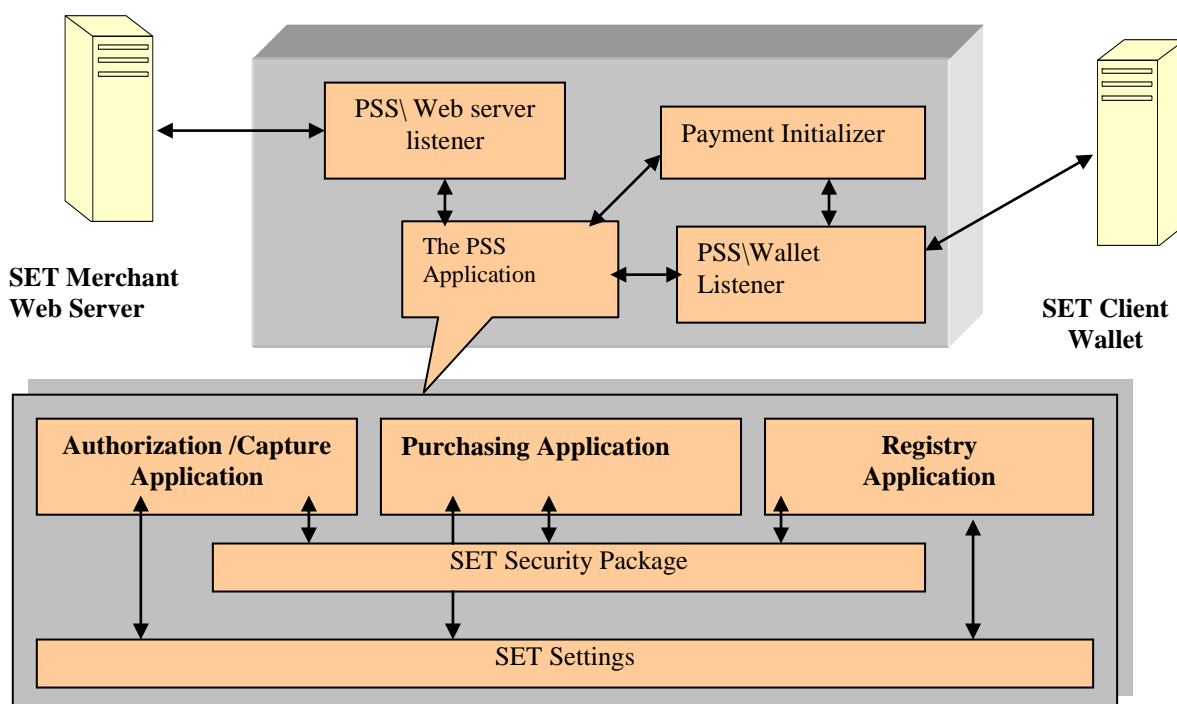 PSS\ Web server
listener
Payment Initializer
The PSS
Application
PSS\Wallet
Listener
SET Merchant
Web Server
SET Client
Wallet
Authorization /Capture
Application
Purchasing Application
Registry
Application
SET Security Package
SET Settings